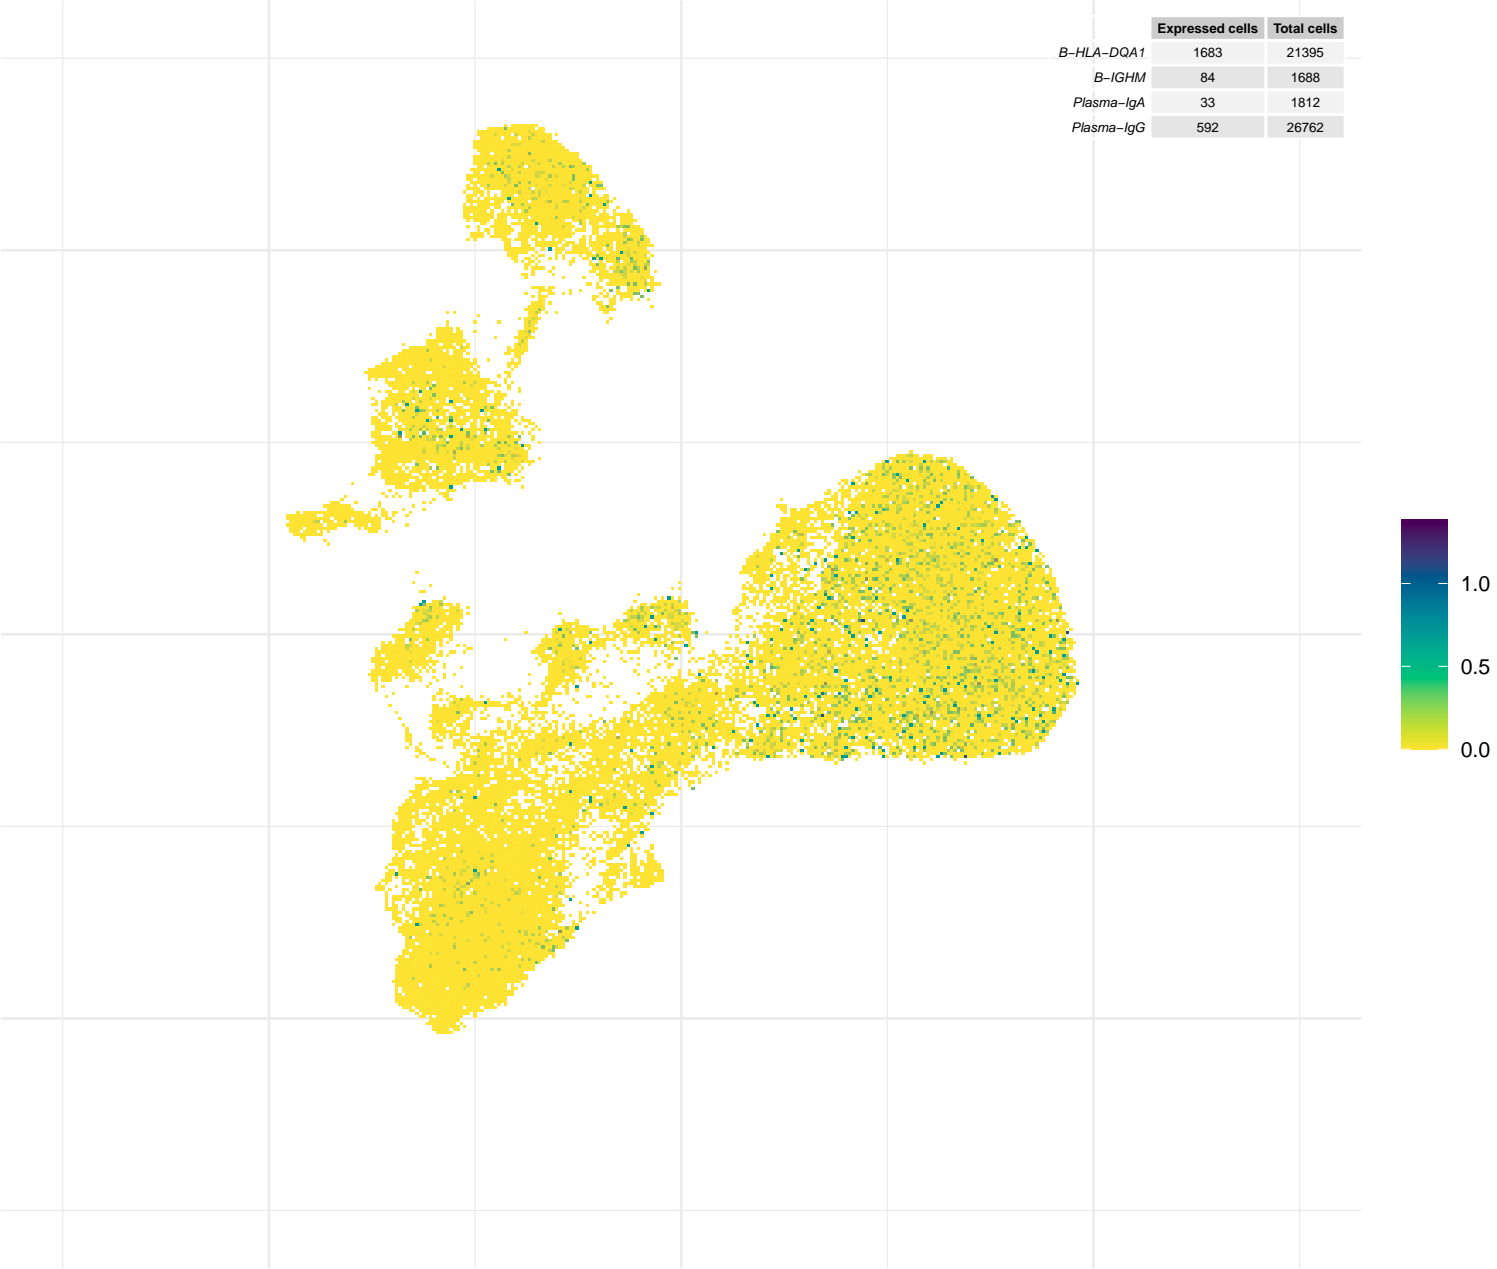 Expressed cells Total cells
B−HLA−DQA1 1683 21395
B−IGHM 84 1688
Plasma−IgA 33 1812
Plasma−IgG 592 26762
1.0
0.5
0.0